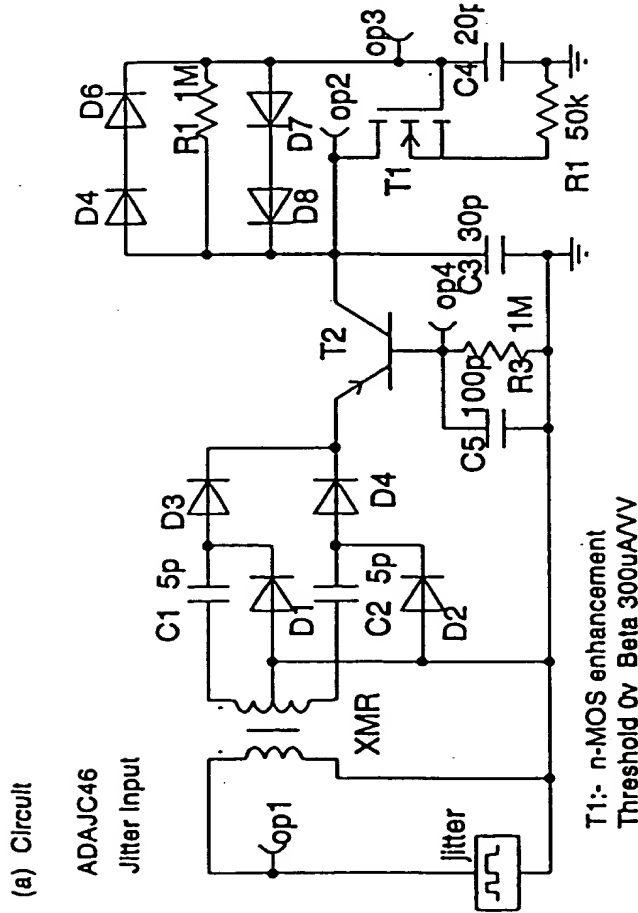 (a) Circuit
ADAJC46
Jitter Input
op1
jitter
XMR
C1 5p
D3
D1
C2 5p
D4
D2
T2
C5 100p
R3 1M
op4
C3 30p
D4
D6
R1 1M
D8
D7
op2
op3
T1
C4 20p
R1 50k
T1:- n-MOS enhancement
Threshold 0v Beta 300uA/VV